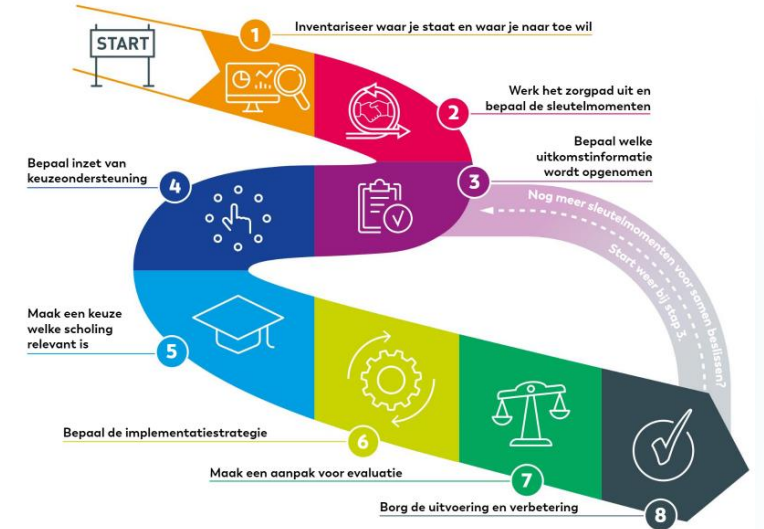 START
1
Inventariseer waar je staat en waar je naar toe wil
2
Werk het zorgpad uit en
bepaal de sleutelmomenten
3
Bepaal welke
uitkomstinformatie
wordt opgenomen
Nog meer sleutelmomenten voor samen beslissen?
Start weer bij stap 3.
4
Bepaal inzet van
keuzeondersteuning
5
Maak een keuze
welke scholing
relevant is
6
Bepaal de implementatiestrategie
7
Maak een aanpak voor evaluatie
8
Borg de uitvoering en verbetering